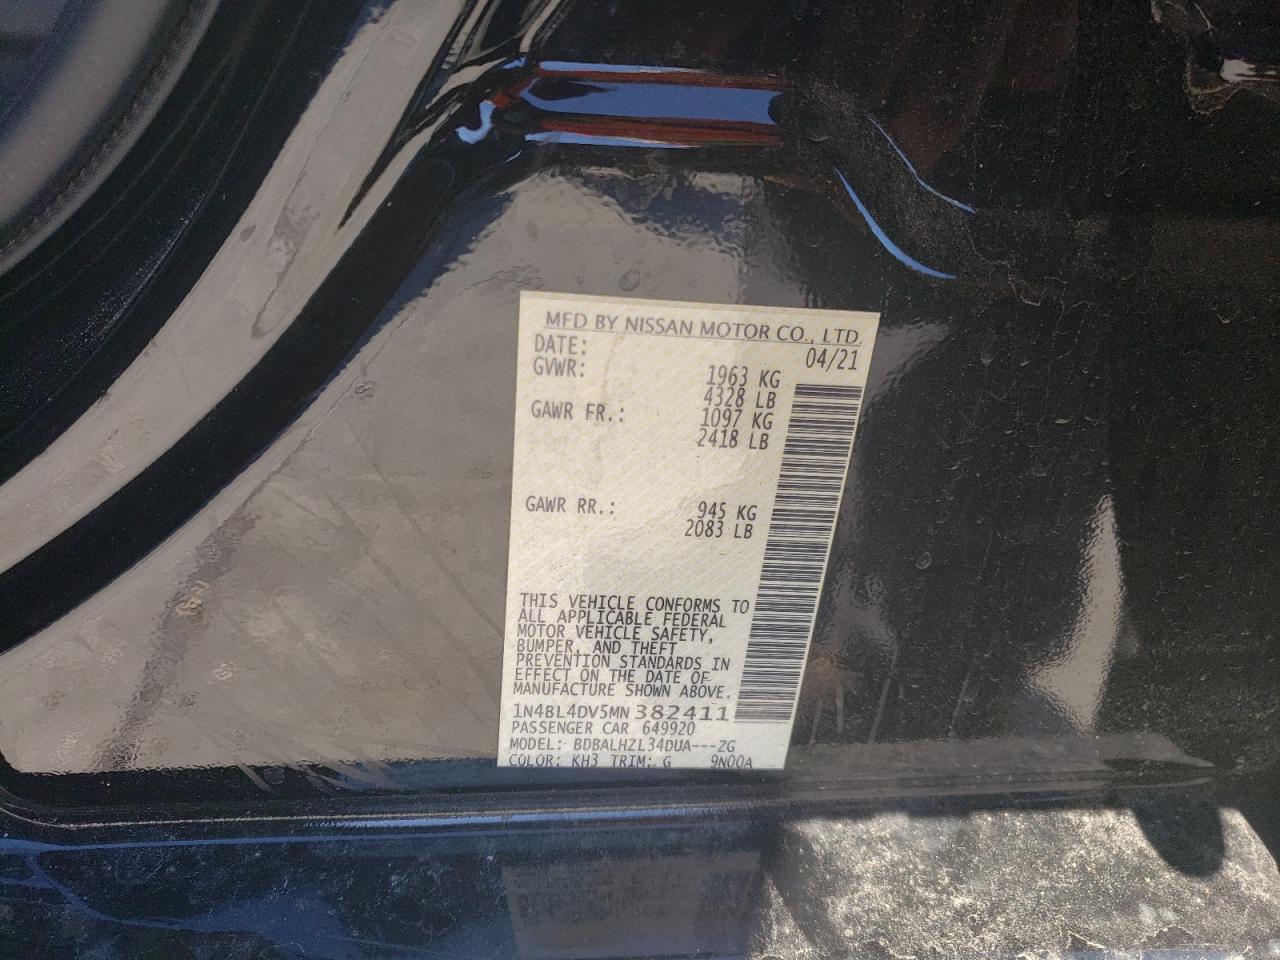 MFD BY NISSAN MOTOR CO., LTD.
DATE: 04/21
GVWR: 1963 KG
4328 LB
GAWR FR.: 1097 KG
2418 LB
GAWR RR.: 945 KG
2083 LB
THIS VEHICLE CONFORMS TO
ALL APPLICABLE FEDERAL
MOTOR VEHICLE SAFETY,
BUMPER, AND THEFT
PREVENTION STANDARDS IN
EFFECT ON THE DATE OF
MANUFACTURE SHOWN ABOVE.
1N4BL4DV5MN382411
PASSENGER CAR 649920
MODEL: BDBALHZL34DUA---ZG
COLOR: KH3 TRIM: G 9N00A